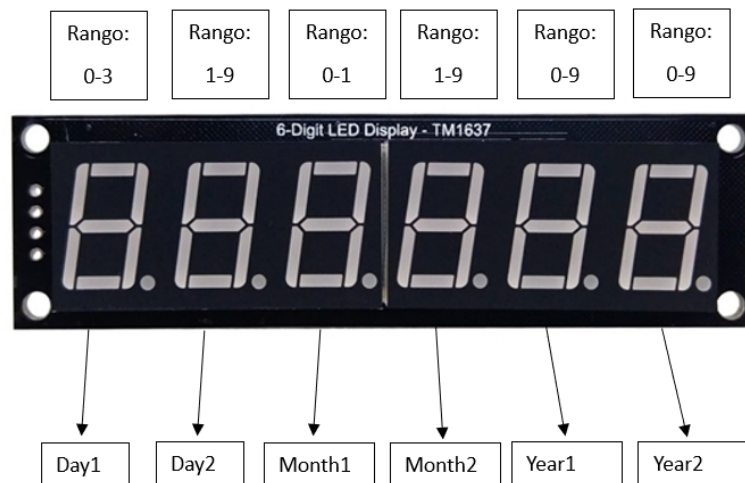 Rango: Rango: Rango: Rango: Rango: Rango:
0-3 1-9 0-1 1-9 0-9 0-9
6-Digit LED Display - TM1637
Day1 Day2 Month1 Month2 Year1 Year2